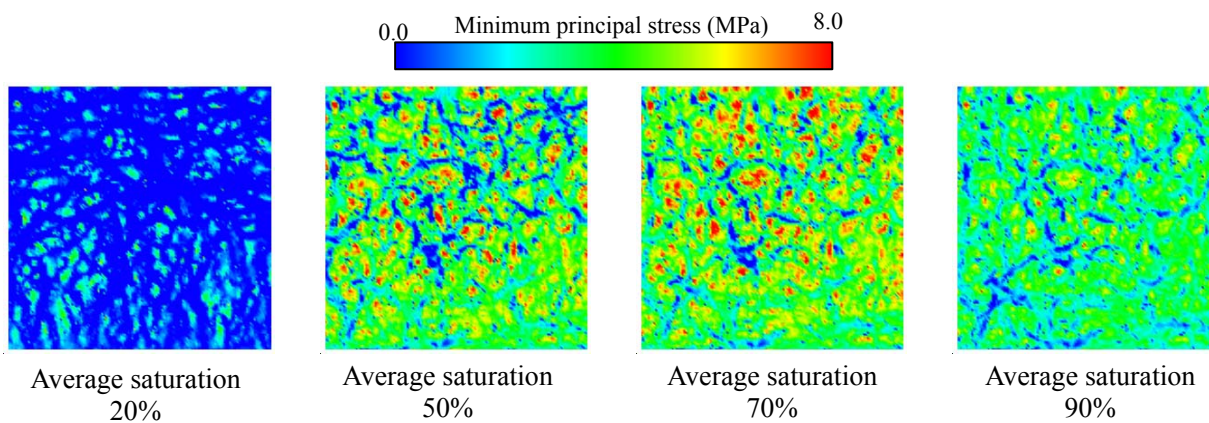 Minimum principal stress (MPa)
0.0
8.0
Average saturation
20%
Average saturation
50%
Average saturation
70%
Average saturation
90%